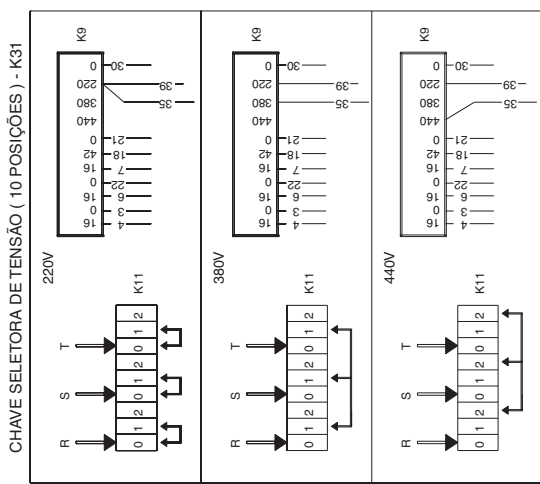 CHAVE SELETORA DE TENSÃO ( 10 POSIÇÕES ) - K31
220V
R S T
0 1 2 0 1 2 0 1 2 K11
16 0 16 0 16 42 0 440 380 220 0 K9
4 3 6 22 7 18 21 35 39 30
380V
R S T
0 1 2 0 1 2 0 1 2 K11
16 0 16 0 16 42 0 440 380 220 0 K9
4 3 6 22 7 18 21 35 39 30
440V
R S T
0 1 2 0 1 2 0 1 2 K11
16 0 16 0 16 42 0 440 380 220 0 K9
4 3 6 22 7 18 21 35 39 30